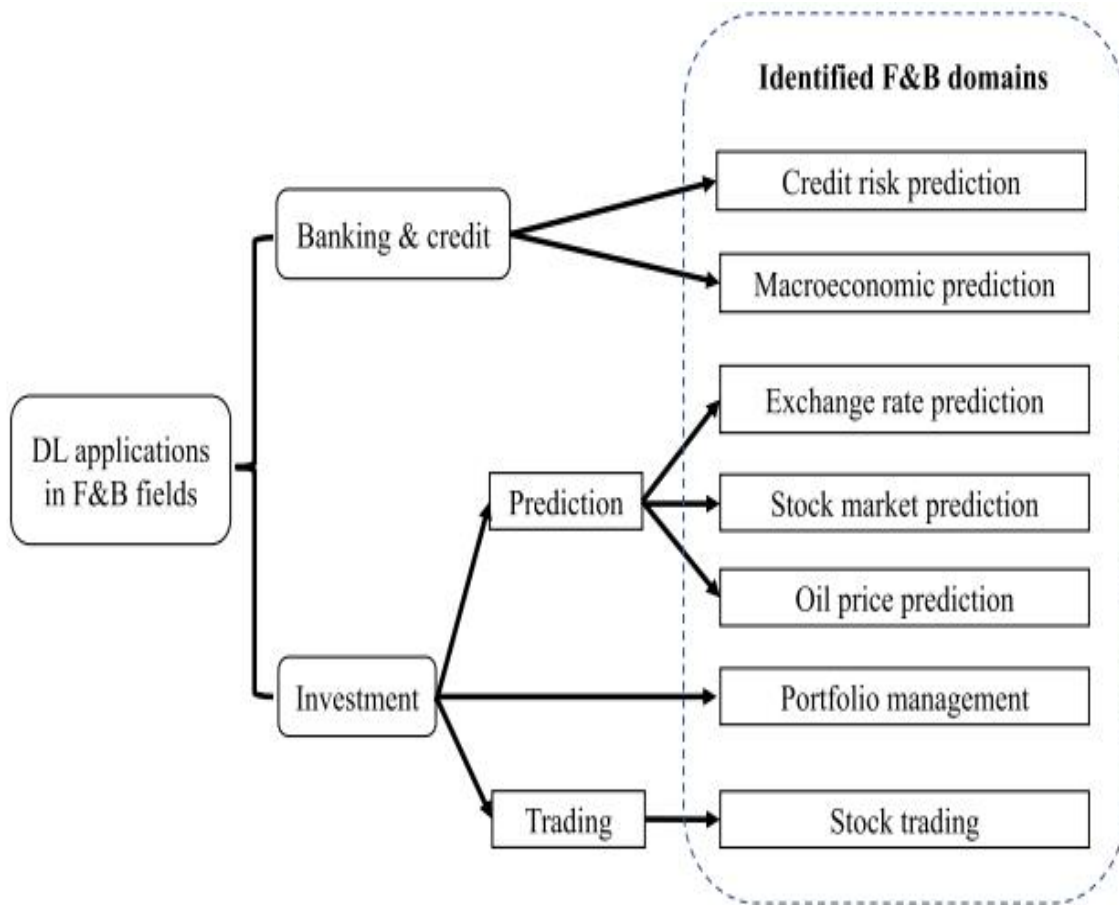 Identified F&B domains
Credit risk prediction
Banking & credit
Macroeconomic prediction
Exchange rate prediction
DL applications
in F&B fields
Prediction
Stock market prediction
Oil price prediction
Investment
Portfolio management
Trading
Stock trading